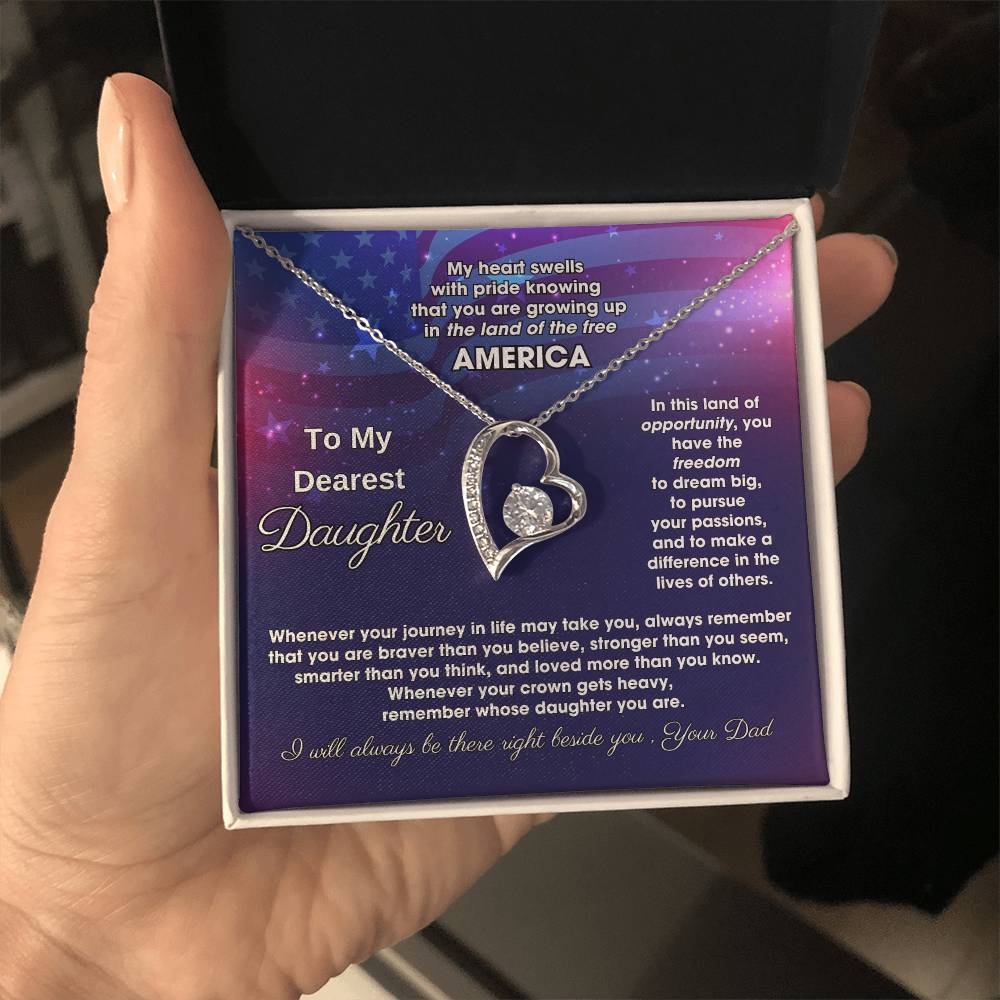 My heart swells
with pride knowing
that you are growing up
in the land of the free
AMERICA
To My
Dearest
Daughter
In this land of
opportunity, you
have the
freedom
to dream big,
to pursue
your passions,
and to make a
difference in the
lives of others.
Whenever your journey in life may take you, always remember
that you are braver than you believe, stronger than you seem,
smarter than you think, and loved more than you know.
Whenever your crown gets heavy,
remember whose daughter you are.
I will always be there right beside you , Your Dad